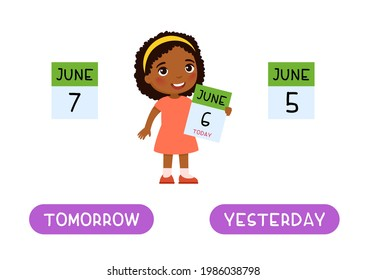 JUNE
7
JUNE
6
TODAY
JUNE
5
TOMORROW
YESTERDAY
shutterstock.com · 1986038798